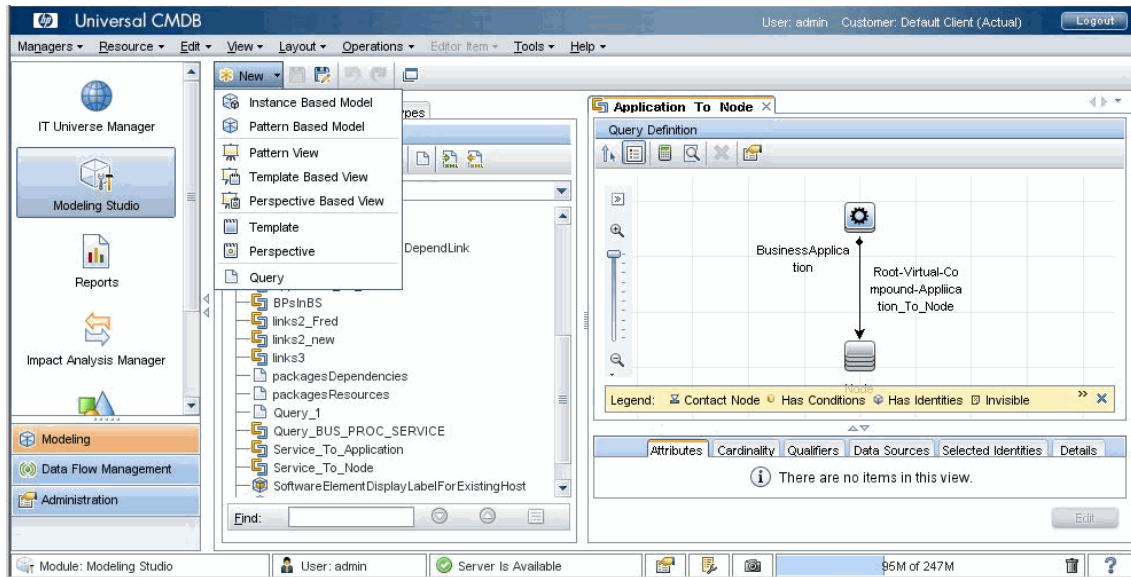 hp Universal CMDB
User: admin Customer: Default Client (Actual) Logout
Managers Resource Edit View Layout Operations Editor Item Tools Help
New
IT Universe Manager
Modeling Studio
Reports
Impact Analysis Manager
Modeling
Data Flow Management
Administration
Instance Based Model
Pattern Based Model
Pattern View
Template Based View
Perspective Based View
Template
Perspective
Query
pes
DependLink
BPsInBS
links2_Fred
links2_new
links3
packagesDependencies
packagesResources
Query_1
Query_BUS_PROC_SERVICE
Service_To_Application
Service_To_Node
SoftwareElementDisplayLabelForExistingHost
Find:
Application To Node
Query Definition
BusinessApplica
tion
Root-Virtual-Co
mpound-Appliica
tion_To_Node
Node
Legend: Contact Node Has Conditions Has Identities Invisible
Attributes Cardinality Qualifiers Data Sources Selected Identities Details
There are no items in this view.
Edit
Module: Modeling Studio User: admin Server Is Available 95M of 247M